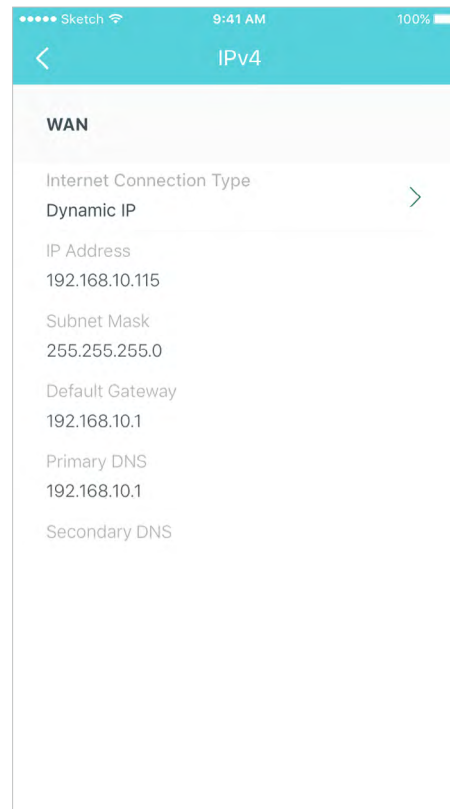 Sketch 9:41 AM 100%
IPv4
WAN
Internet Connection Type
Dynamic IP
IP Address
192.168.10.115
Subnet Mask
255.255.255.0
Default Gateway
192.168.10.1
Primary DNS
192.168.10.1
Secondary DNS